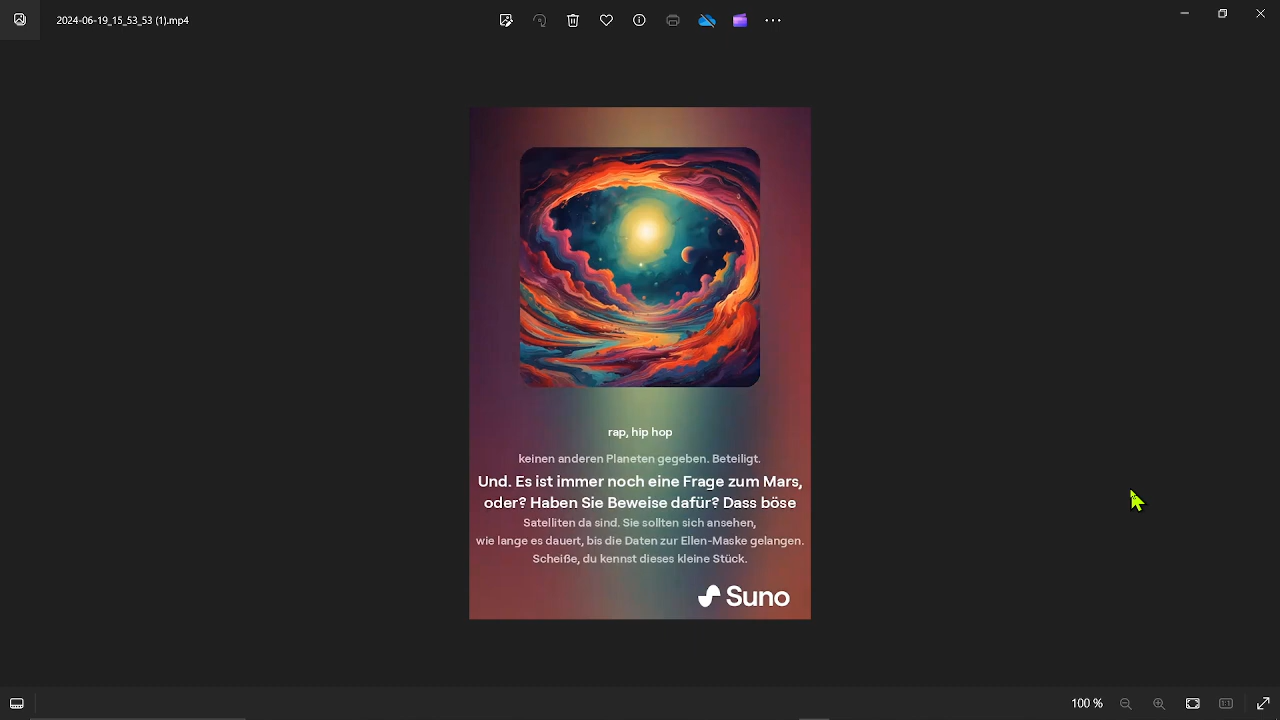 2024-06-19_15_53_53 (1).mp4
rap, hip hop
keinen anderen Planeten gegeben. Beteiligt.
Und. Es ist immer noch eine Frage zum Mars,
oder? Haben Sie Beweise dafür? Dass böse
Satelliten da sind. Sie sollten sich ansehen,
wie lange es dauert, bis die Daten zur Ellen-Maske gelangen.
Scheiße, du kennst dieses kleine Stück.
Suno
100 %
1:1